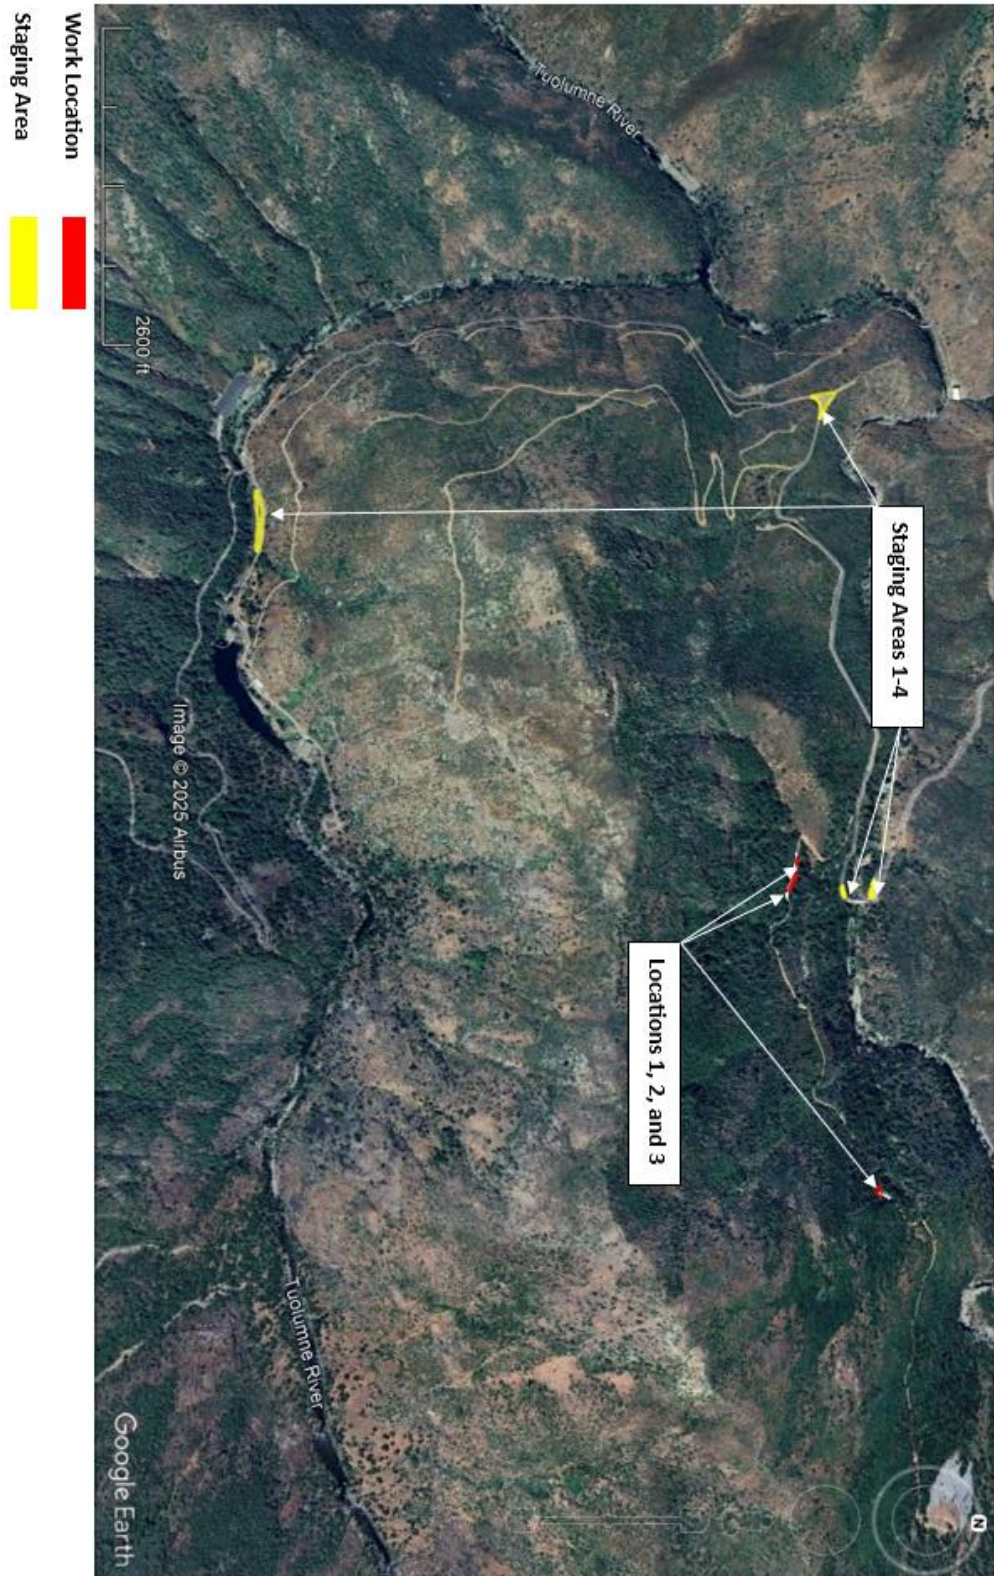 N
Tuolumne River
Staging Areas 1-4
Locations 1, 2, and 3
Image © 2025 Airbus
Tuolumne River
2600 ft
Google Earth
Work Location
Staging Area